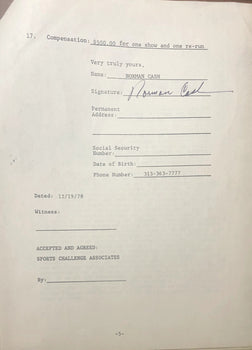 17. Compensation: $500.00 for one show and one re-run
Very truly yours,
Name: NORMAN CASH
Signature: Norman Cash
Permanent
Address:
Social Security
Number:
Date of Birth:
Phone Number: 313-363-7777
Dated: 12/19/78
Witness:
ACCEPTED AND AGREED:
SPORTS CHALLENGE ASSOCIATES
By:
-5-